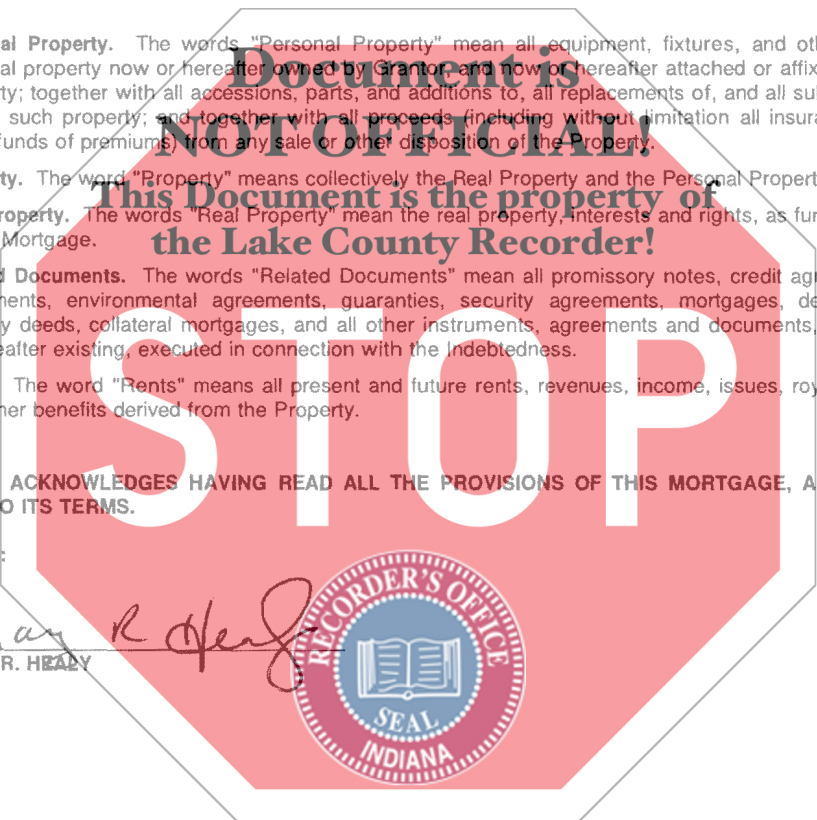 al Property. The words "Personal Property" mean all equipment, fixtures, and oth
al property now or hereafter owned by Grantor, and now or hereafter attached or affix
ty; together with all accessions, parts, and additions to, all replacements of, and all su
such property; and together with all proceeds (including without limitation all insura
funds of premiums) from any sale or other disposition of the Property.
ty. The word "Property" means collectively the Real Property and the Personal Propert
roperty. The words "Real Property" mean the real property, interests and rights, as fur
Mortgage.
d Documents. The words "Related Documents" mean all promissory notes, credit agr
nents, environmental agreements, guaranties, security agreements, mortgages, de
y deeds, collateral mortgages, and all other instruments, agreements and documents,
eafter existing, executed in connection with the Indebtedness.
The word "Rents" means all present and future rents, revenues, income, issues, roy
her benefits derived from the Property.
ACKNOWLEDGES HAVING READ ALL THE PROVISIONS OF THIS MORTGAGE, A
O ITS TERMS.
:
ay R Healy
R. HEALY
Document is
NOT OFFICIAL!
This Document is the property of
the Lake County Recorder!
STOP
RECORDER'S OFFICE
SEAL
INDIANA